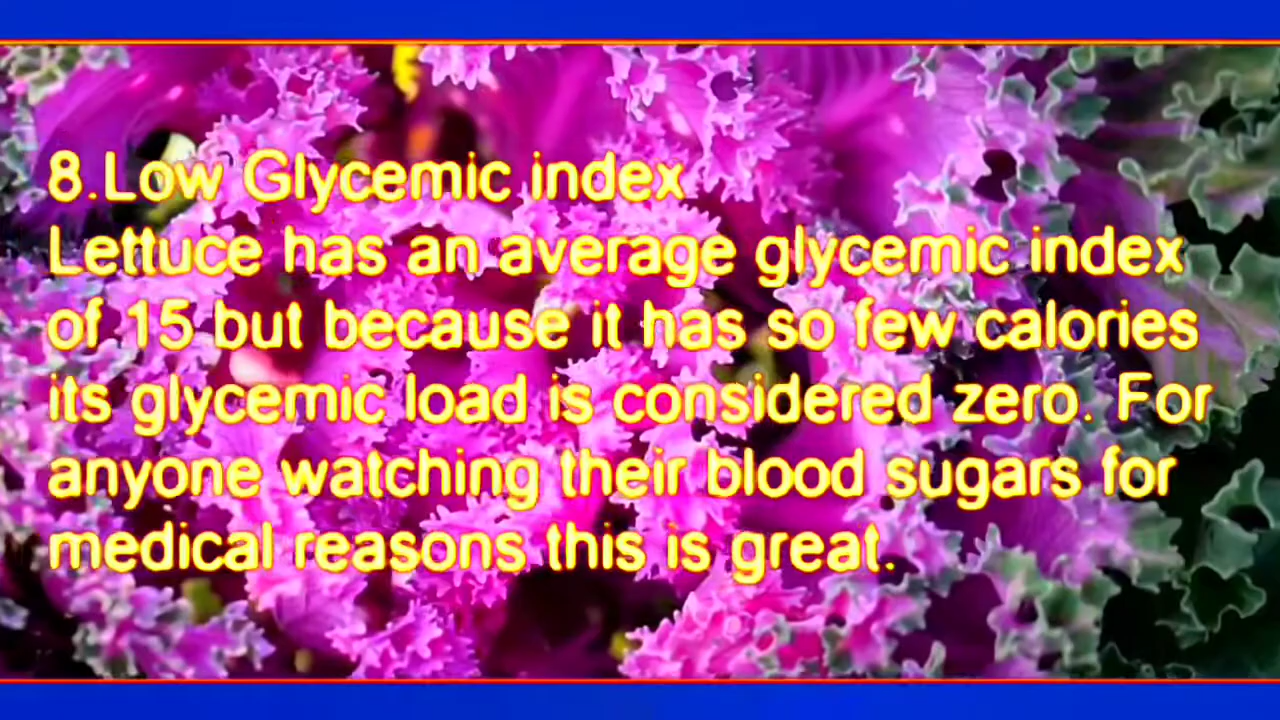 8.Low Glycemic index
Lettuce has an average glycemic index
of 15 but because it has so few calories
its glycemic load is considered zero. For
anyone watching their blood sugars for
medical reasons this is great.